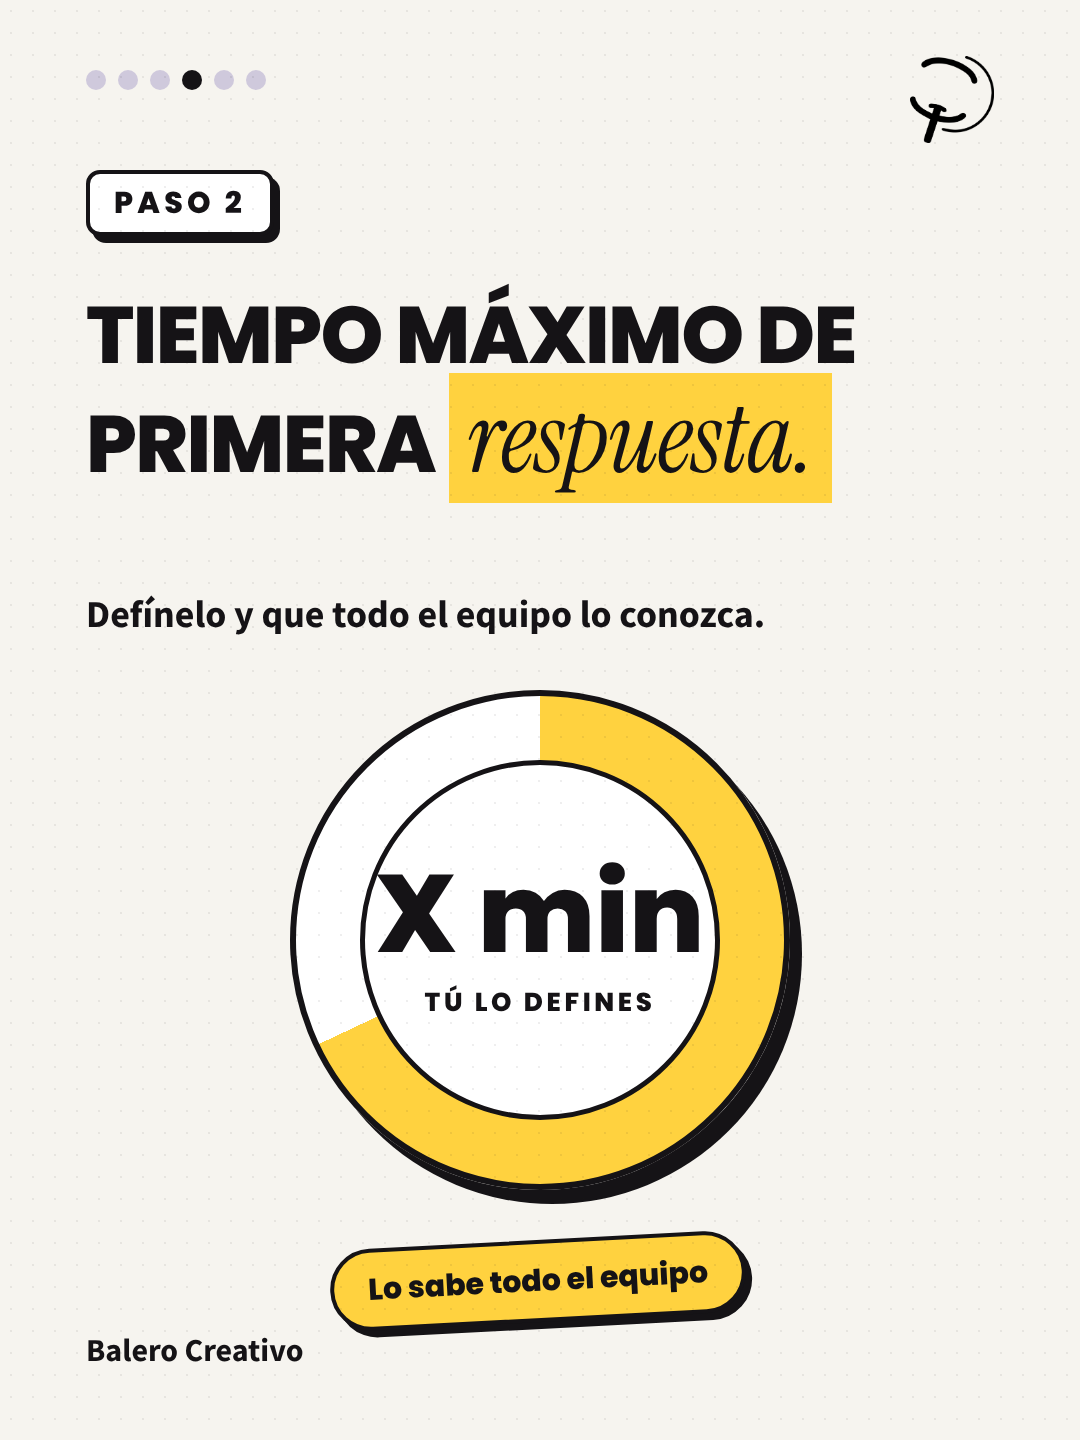 PASO 2
TIEMPO MÁXIMO DE
PRIMERA respuesta.
Defínelo y que todo el equipo lo conozca.
X min
TÚ LO DEFINES
Lo sabe todo el equipo
Balero Creativo